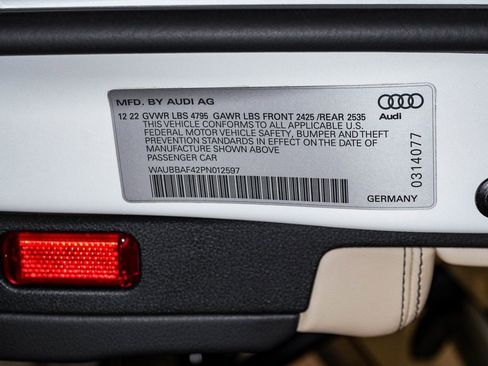 MFD. BY AUDI AG
Audi
12 22 GVWR LBS 4795 GAWR LBS FRONT 2425 /REAR 2535
THIS VEHICLE CONFORMS TO ALL APPLICABLE U.S.
FEDERAL MOTOR VEHICLE SAFETY, BUMPER AND THEFT
PREVENTION STANDARDS IN EFFECT ON THE DATE OF
MANUFACTURE SHOWN ABOVE
PASSENGER CAR
WAUBBAF42PN012597
GERMANY
0314077